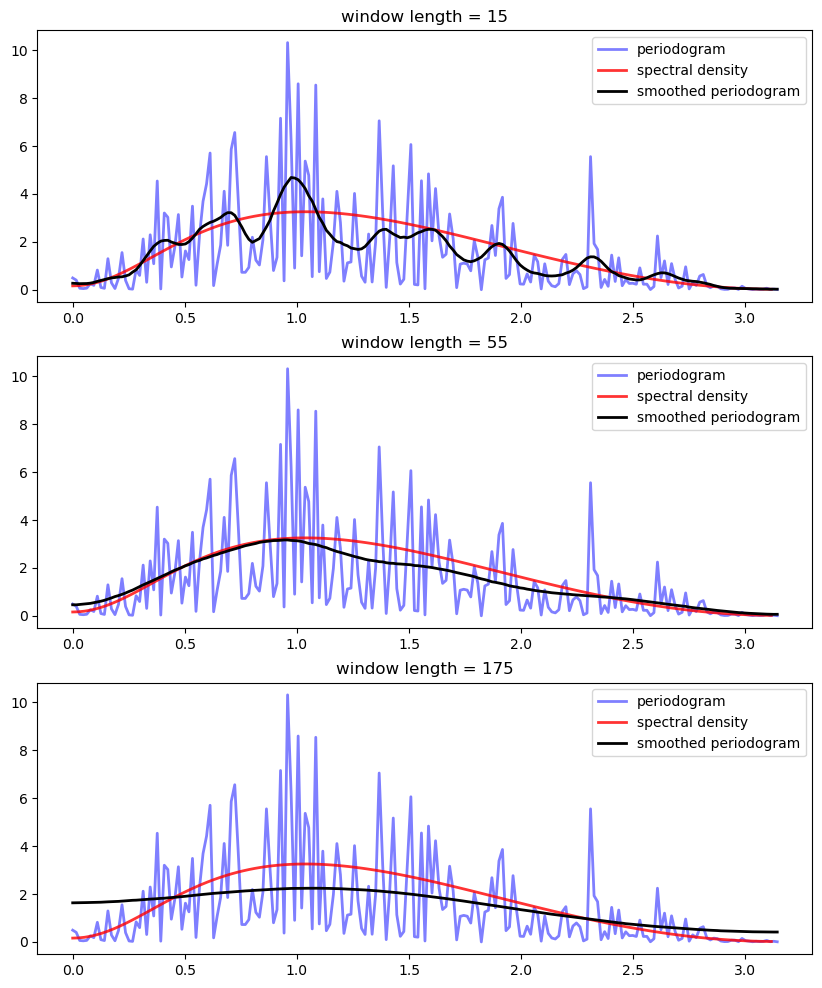 window length = 15
periodogram
spectral density
smoothed periodogram
10
8
6
4
2
0
0.0 0.5 1.0 1.5 2.0 2.5 3.0
window length = 55
periodogram
spectral density
smoothed periodogram
10
8
6
4
2
0
0.0 0.5 1.0 1.5 2.0 2.5 3.0
window length = 175
periodogram
spectral density
smoothed periodogram
10
8
6
4
2
0
0.0 0.5 1.0 1.5 2.0 2.5 3.0